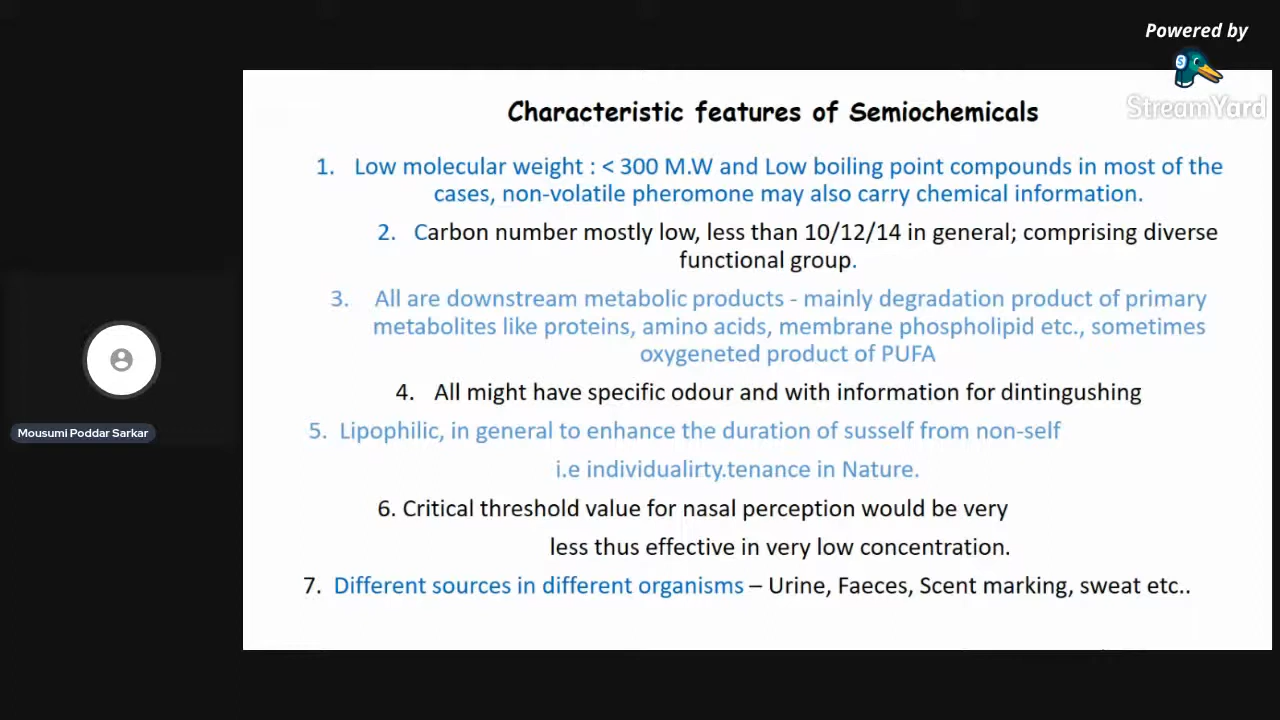 Powered by
StreamYard
Characteristic features of Semiochemicals
1. Low molecular weight : < 300 M.W and Low boiling point compounds in most of the
cases, non-volatile pheromone may also carry chemical information.
2. Carbon number mostly low, less than 10/12/14 in general; comprising diverse
functional group.
3. All are downstream metabolic products - mainly degradation product of primary
metabolites like proteins, amino acids, membrane phospholipid etc., sometimes
oxygeneted product of PUFA
4. All might have specific odour and with information for dintingushing
5. Lipophilic, in general to enhance the duration of susself from non-self
i.e individualirty.tenance in Nature.
6. Critical threshold value for nasal perception would be very
less thus effective in very low concentration.
7. Different sources in different organisms – Urine, Faeces, Scent marking, sweat etc..
Mousumi Poddar Sarkar